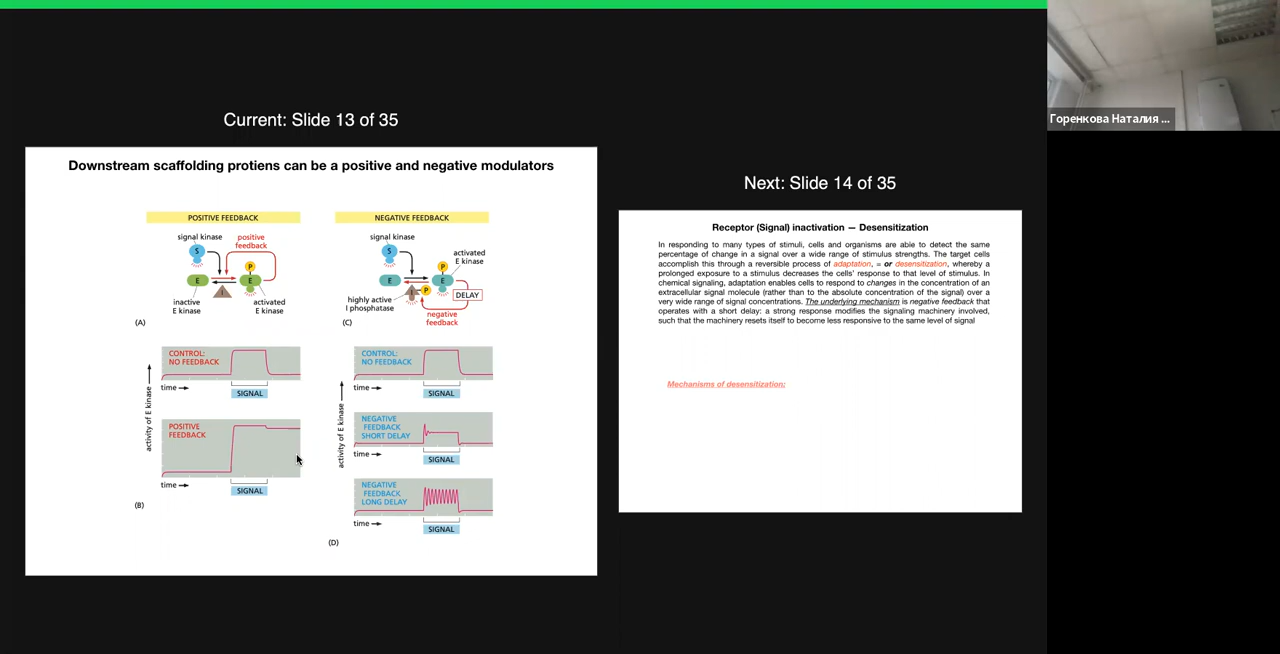 Current: Slide 13 of 35
Downstream scaffolding protiens can be a positive and negative modulators
POSITIVE FEEDBACK
signal kinase
positive
feedback
S
P
E
E
I
inactive
E kinase
activated
E kinase
(A)
CONTROL:
NO FEEDBACK
time
SIGNAL
POSITIVE
FEEDBACK
activity of E kinase
time
SIGNAL
(B)
NEGATIVE FEEDBACK
signal kinase
activated
E kinase
S
P
E
E
I
P
DELAY
highly active
I phosphatase
negative
feedback
(C)
CONTROL:
NO FEEDBACK
time
SIGNAL
NEGATIVE
FEEDBACK
SHORT DELAY
activity of E kinase
time
SIGNAL
NEGATIVE
FEEDBACK
LONG DELAY
time
SIGNAL
(D)
Next: Slide 14 of 35
Receptor (Signal) inactivation — Desensitization
In responding to many types of stimuli, cells and organisms are able to detect the same
percentage of change in a signal over a wide range of stimulus strengths. The target cells
accomplish this through a reversible process of adaptation, = or desensitization, whereby a
prolonged exposure to a stimulus decreases the cells' response to that level of stimulus. In
chemical signaling, adaptation enables cells to respond to changes in the concentration of an
extracellular signal molecule (rather than to the absolute concentration of the signal) over a
very wide range of signal concentrations. The underlying mechanism is negative feedback that
operates with a short delay: a strong response modifies the signaling machinery involved,
such that the machinery resets itself to become less responsive to the same level of signal
Mechanisms of desensitization:
Горенкова Наталия ...